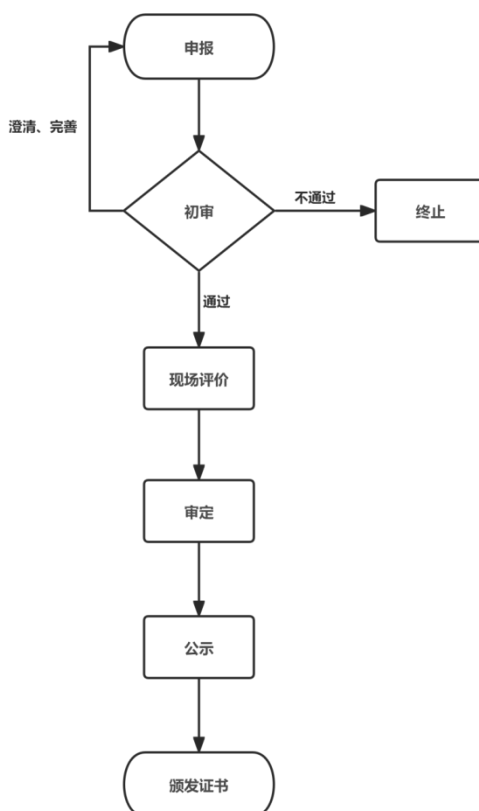 申报
澄清、完善
不通过
初审
终止
通过
现场评价
审定
公示
颁发证书